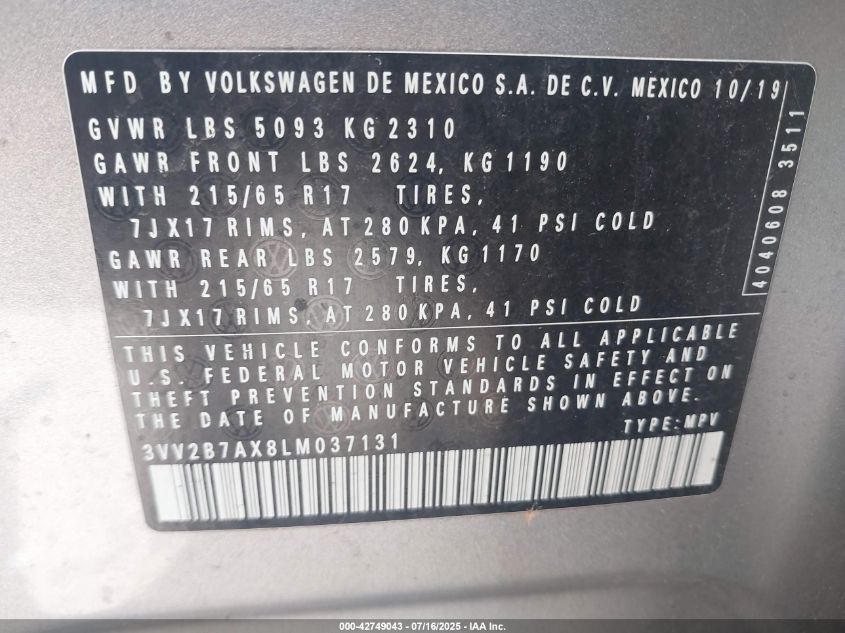 MFD BY VOLKSWAGEN DE MEXICO S.A. DE C.V. MEXICO 10/19
GVWR LBS 5093 KG 2310
GAWR FRONT LBS 2624, KG 1190
WITH 215/65 R17 TIRES,
7JX17 RIMS, AT 280 KPA, 41 PSI COLD
GAWR REAR LBS 2579, KG 1170
WITH 215/65 R17 TIRES,
7JX17 RIMS, AT 280 KPA, 41 PSI COLD
4040608 3511
THIS VEHICLE CONFORMS TO ALL APPLICABLE
U.S. FEDERAL MOTOR VEHICLE SAFETY AND
THEFT PREVENTION STANDARDS IN EFFECT ON
THE DATE OF MANUFACTURE SHOWN ABOVE.
TYPE: MPV
3VV2B7AX8LM037131
000-42749043 - 07/16/2025 - IAA Inc.